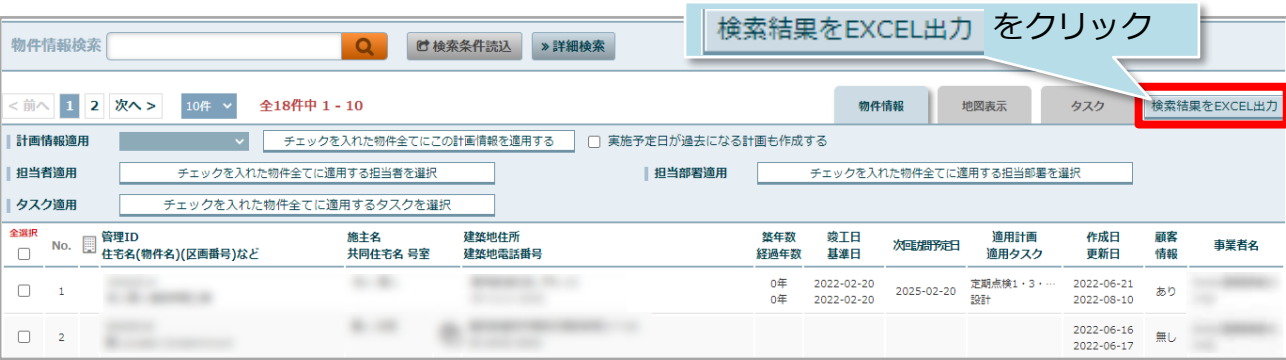 検索結果をEXCEL出力 をクリック
物件情報検索 検索条件読込 » 詳細検索
< 前へ 1 2 次へ > 10件 全18件中 1 - 10 物件情報 地図表示 タスク 検索結果をEXCEL出力
計画情報適用 チェックを入れた物件全てにこの計画情報を適用する 実施予定日が過去になる計画も作成する
担当者適用 チェックを入れた物件全てに適用する担当者を選択 担当部署適用 チェックを入れた物件全てに適用する担当部署を選択
タスク適用 チェックを入れた物件全てに適用するタスクを選択
全選択 No. 管理ID 施主名 建築地住所 築年数 竣工日 適用計画 作成日 顧客 事業者名
住宅名(物件名)(区画番号)など 共同住宅名 号室 建築地電話番号 経過年数 基準日 適用タスク 更新日 情報
1 0年 2022-02-20 2025-02-20 定期点検1・3・… 2022-06-21 あり
0年 2022-02-20 設計 2022-08-10
2 2022-06-16 無し
2022-06-17